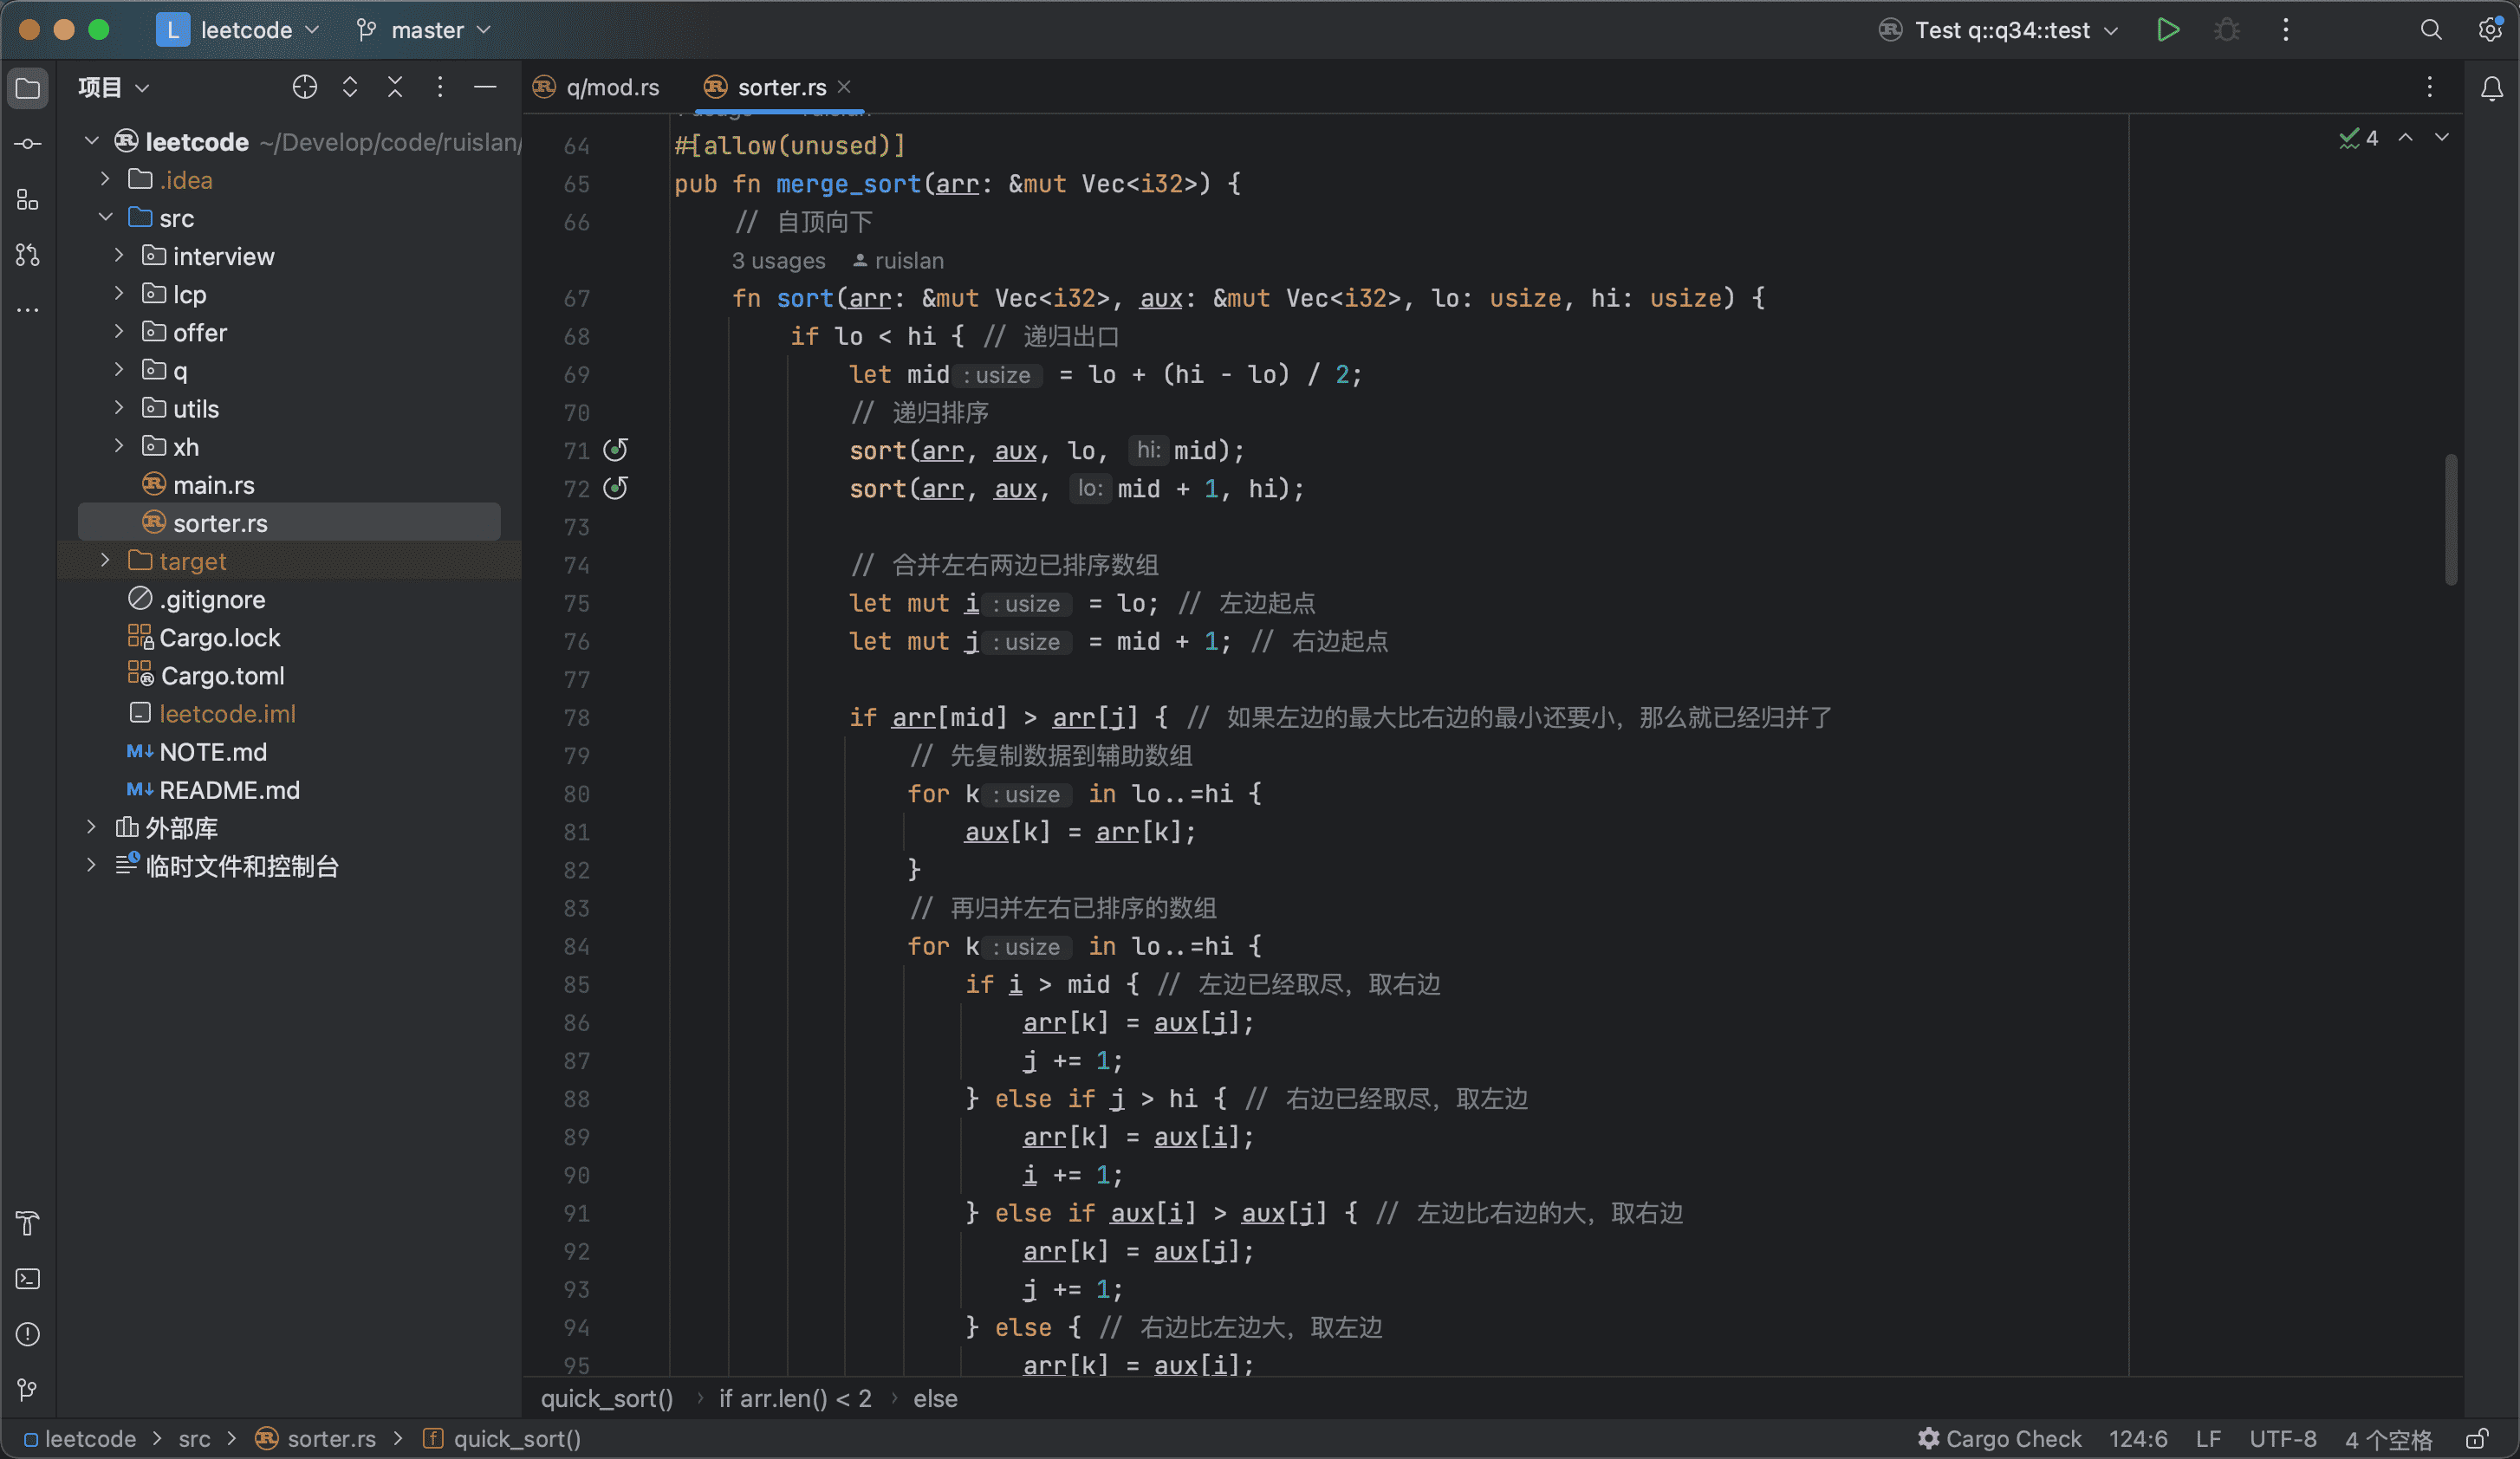 L leetcode master Test q::q34::test
项目
q/mod.rs sorter.rs
leetcode ~/Develop/code/ruislan/
.idea
src
interview
lcp
offer
q
utils
xh
main.rs
sorter.rs
target
.gitignore
Cargo.lock
Cargo.toml
leetcode.iml
NOTE.md
README.md
外部库
临时文件和控制台
4
64 #[allow(unused)]
65 pub fn merge_sort(arr: &mut Vec<i32>) {
66 // 自顶向下
3 usages ruislan
67 fn sort(arr: &mut Vec<i32>, aux: &mut Vec<i32>, lo: usize, hi: usize) {
68 if lo < hi { // 递归出口
69 let mid : usize = lo + (hi - lo) / 2;
70 // 递归排序
71 sort(arr, aux, lo, hi: mid);
72 sort(arr, aux, lo: mid + 1, hi);
73
74 // 合并左右两边已排序数组
75 let mut i : usize = lo; // 左边起点
76 let mut j : usize = mid + 1; // 右边起点
77
78 if arr[mid] > arr[j] { // 如果左边的最大比右边的最小还要小，那么就已经归并了
79 // 先复制数据到辅助数组
80 for k : usize in lo..=hi {
81 aux[k] = arr[k];
82 }
83 // 再归并左右已排序的数组
84 for k : usize in lo..=hi {
85 if i > mid { // 左边已经取尽，取右边
86 arr[k] = aux[j];
87 j += 1;
88 } else if j > hi { // 右边已经取尽，取左边
89 arr[k] = aux[i];
90 i += 1;
91 } else if aux[i] > aux[j] { // 左边比右边的大，取右边
92 arr[k] = aux[j];
93 j += 1;
94 } else { // 右边比左边大，取左边
95 arr[k] = aux[i];
quick_sort() › if arr.len() < 2 › else
leetcode > src > sorter.rs > f quick_sort() Cargo Check 124:6 LF UTF-8 4 个空格